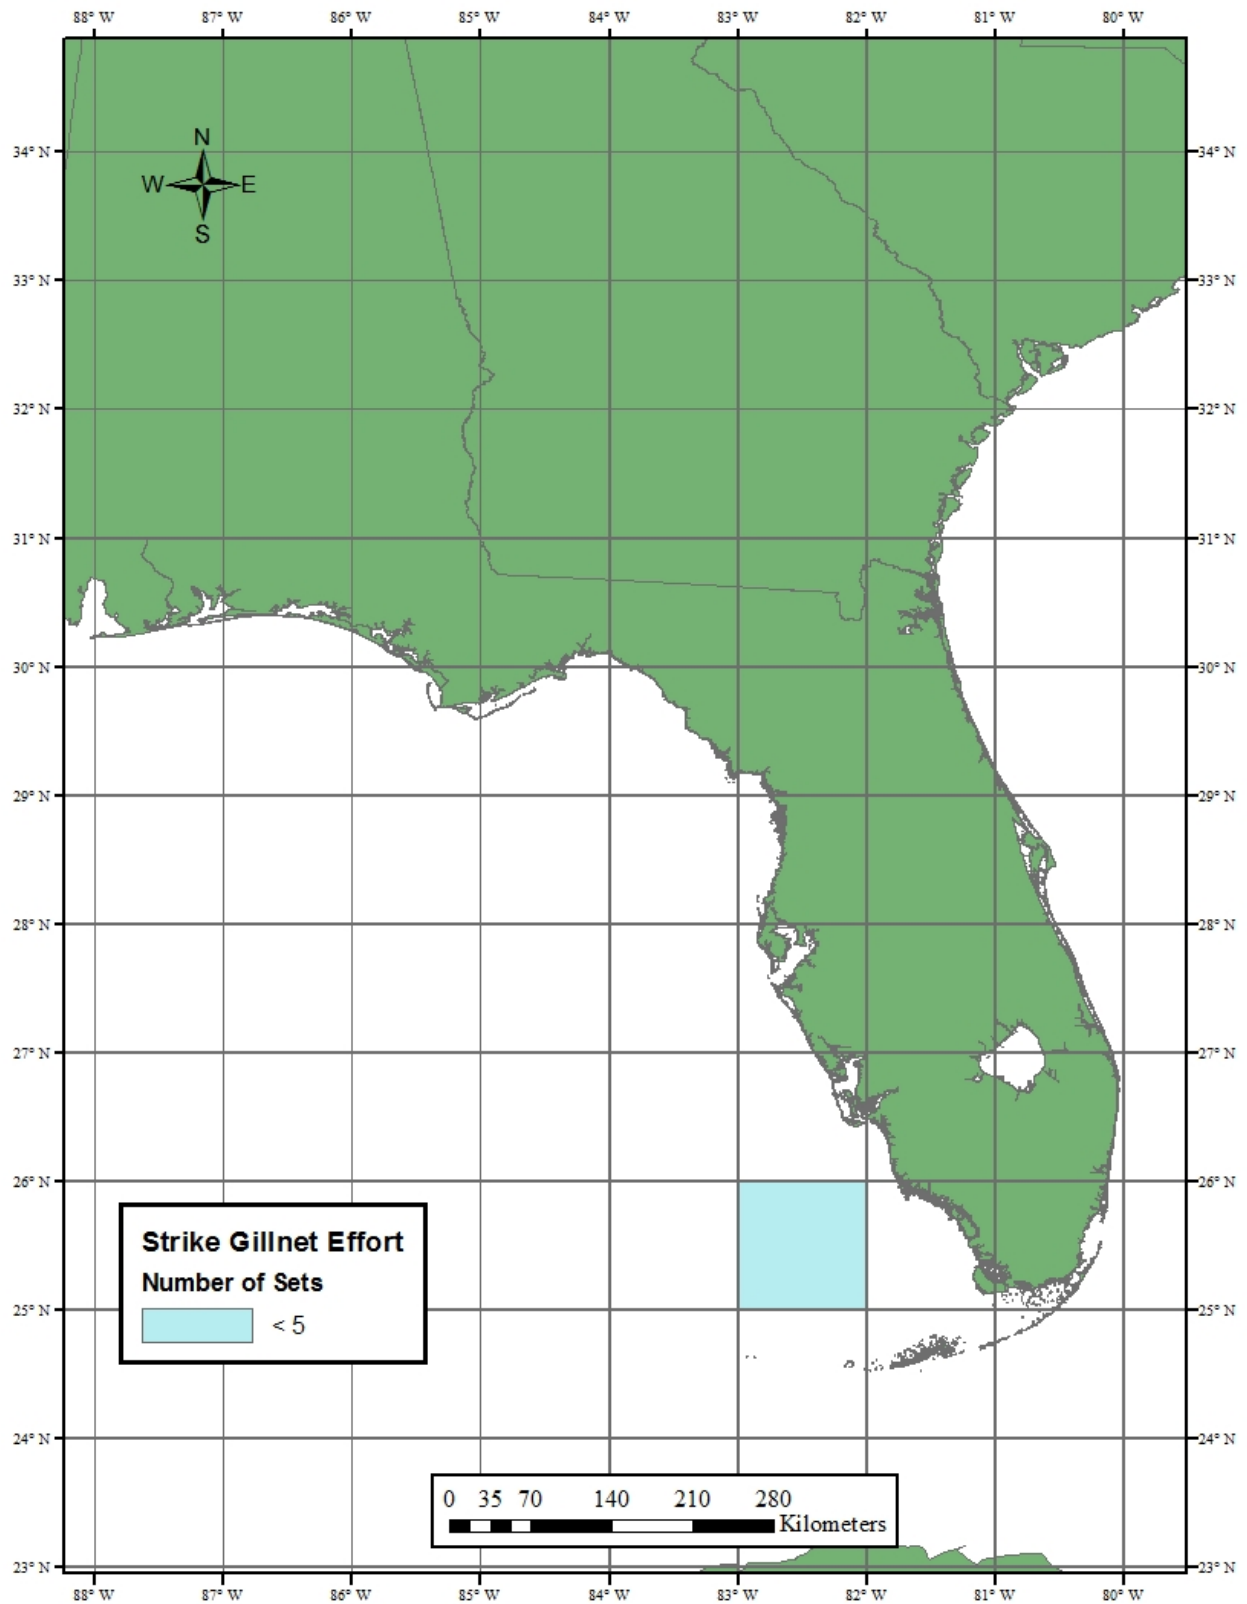 88° W 87° W 86° W 85° W 84° W 83° W 82° W 81° W 80° W
N
34° N 34° N
W E
S
33° N 33° N
32° N 32° N
31° N 31° N
30° N 30° N
29° N 29° N
28° N 28° N
27° N 27° N
26° N 26° N
Strike Gillnet Effort
Number of Sets
< 5
25° N 25° N
24° N 24° N
0 35 70 140 210 280
Kilometers
23° N 23° N
88° W 87° W 86° W 85° W 84° W 83° W 82° W 81° W 80° W